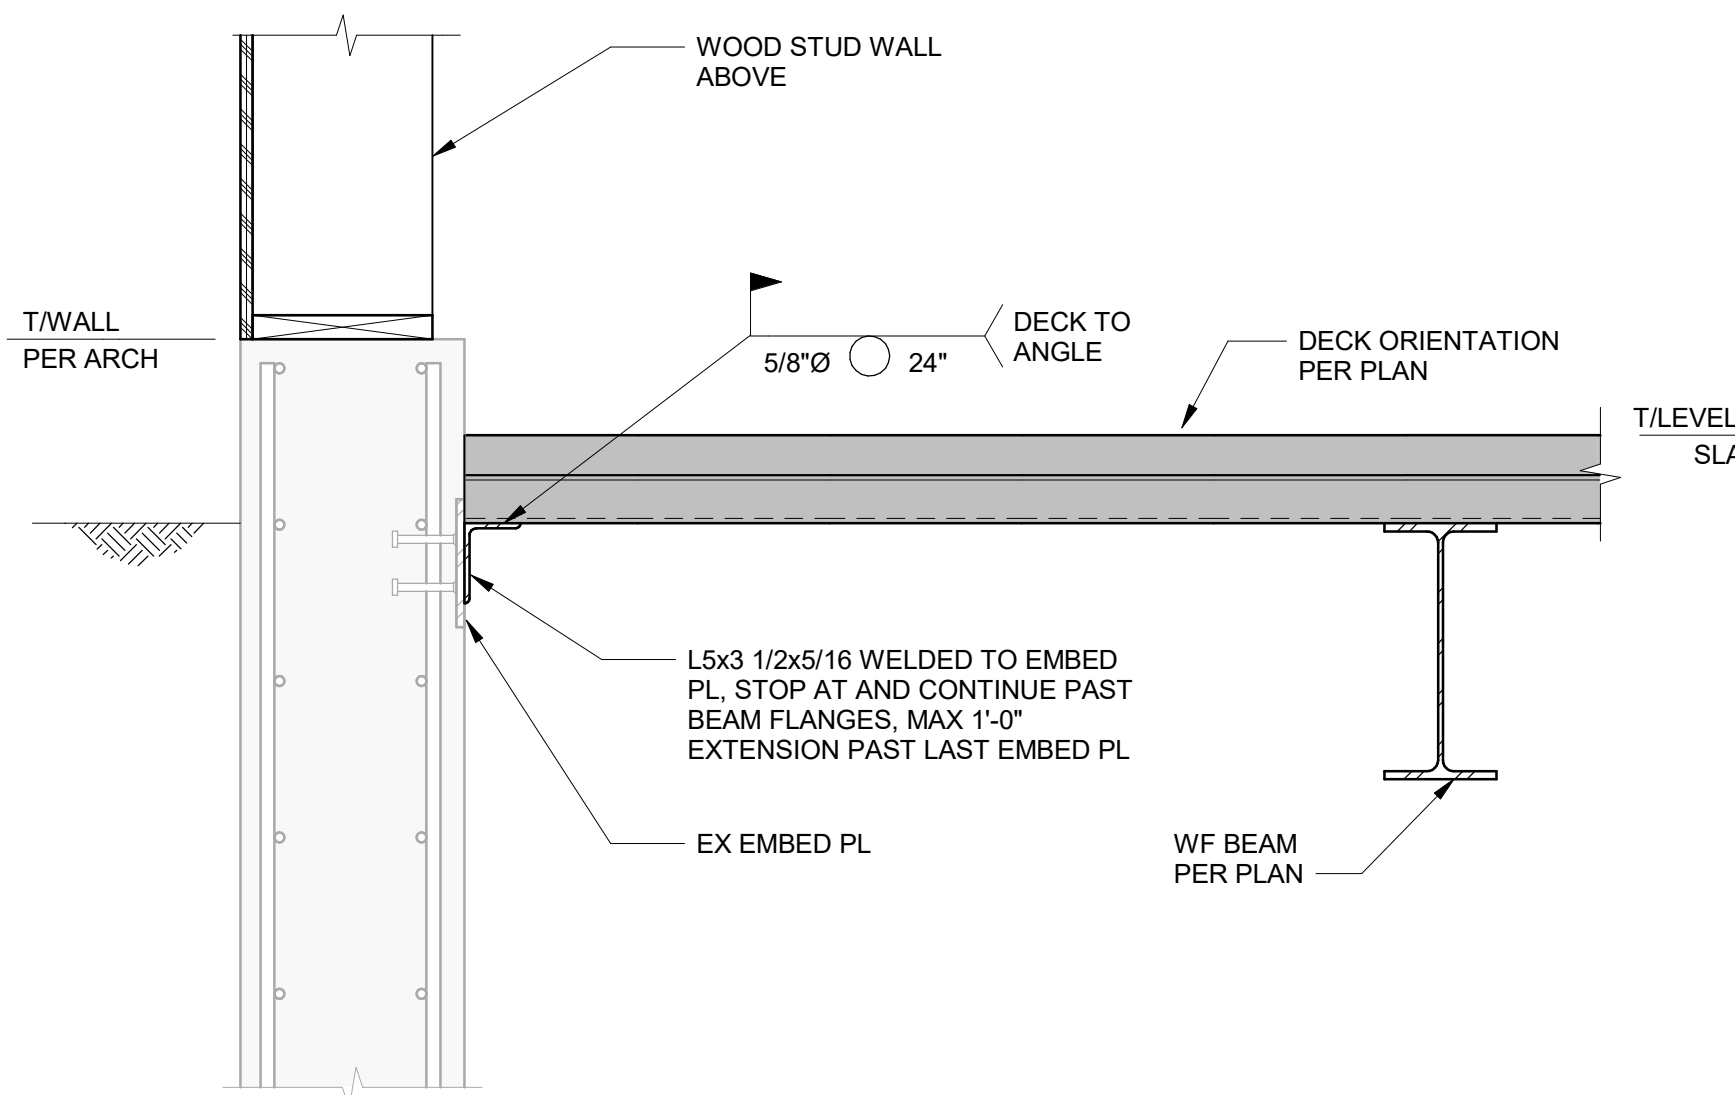 WOOD STUD WALL
ABOVE
T/WALL
PER ARCH
5/8"Ø 24"
DECK TO
ANGLE
DECK ORIENTATION
PER PLAN
T/LEVEL
SLA
L5x3 1/2x5/16 WELDED TO EMBED
PL, STOP AT AND CONTINUE PAST
BEAM FLANGES, MAX 1'-0"
EXTENSION PAST LAST EMBED PL
EX EMBED PL
WF BEAM
PER PLAN